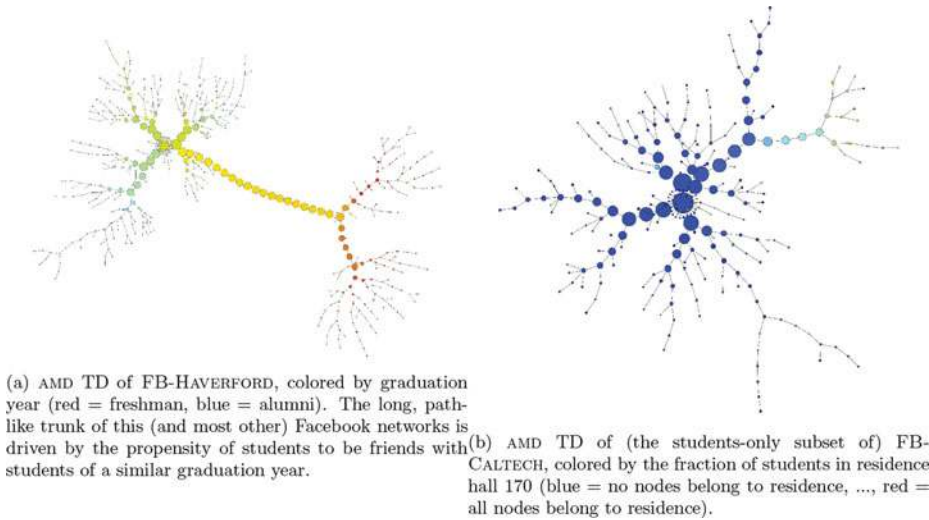 (a) AMD TD of FB-HAVERFORD, colored by graduation
year (red = freshman, blue = alumni). The long, path-
like trunk of this (and most other) Facebook networks is
driven by the propensity of students to be friends with
students of a similar graduation year.
(b) AMD TD of (the students-only subset of) FB-
CALTECH, colored by the fraction of students in residence
hall 170 (blue = no nodes belong to residence, ..., red =
all nodes belong to residence).